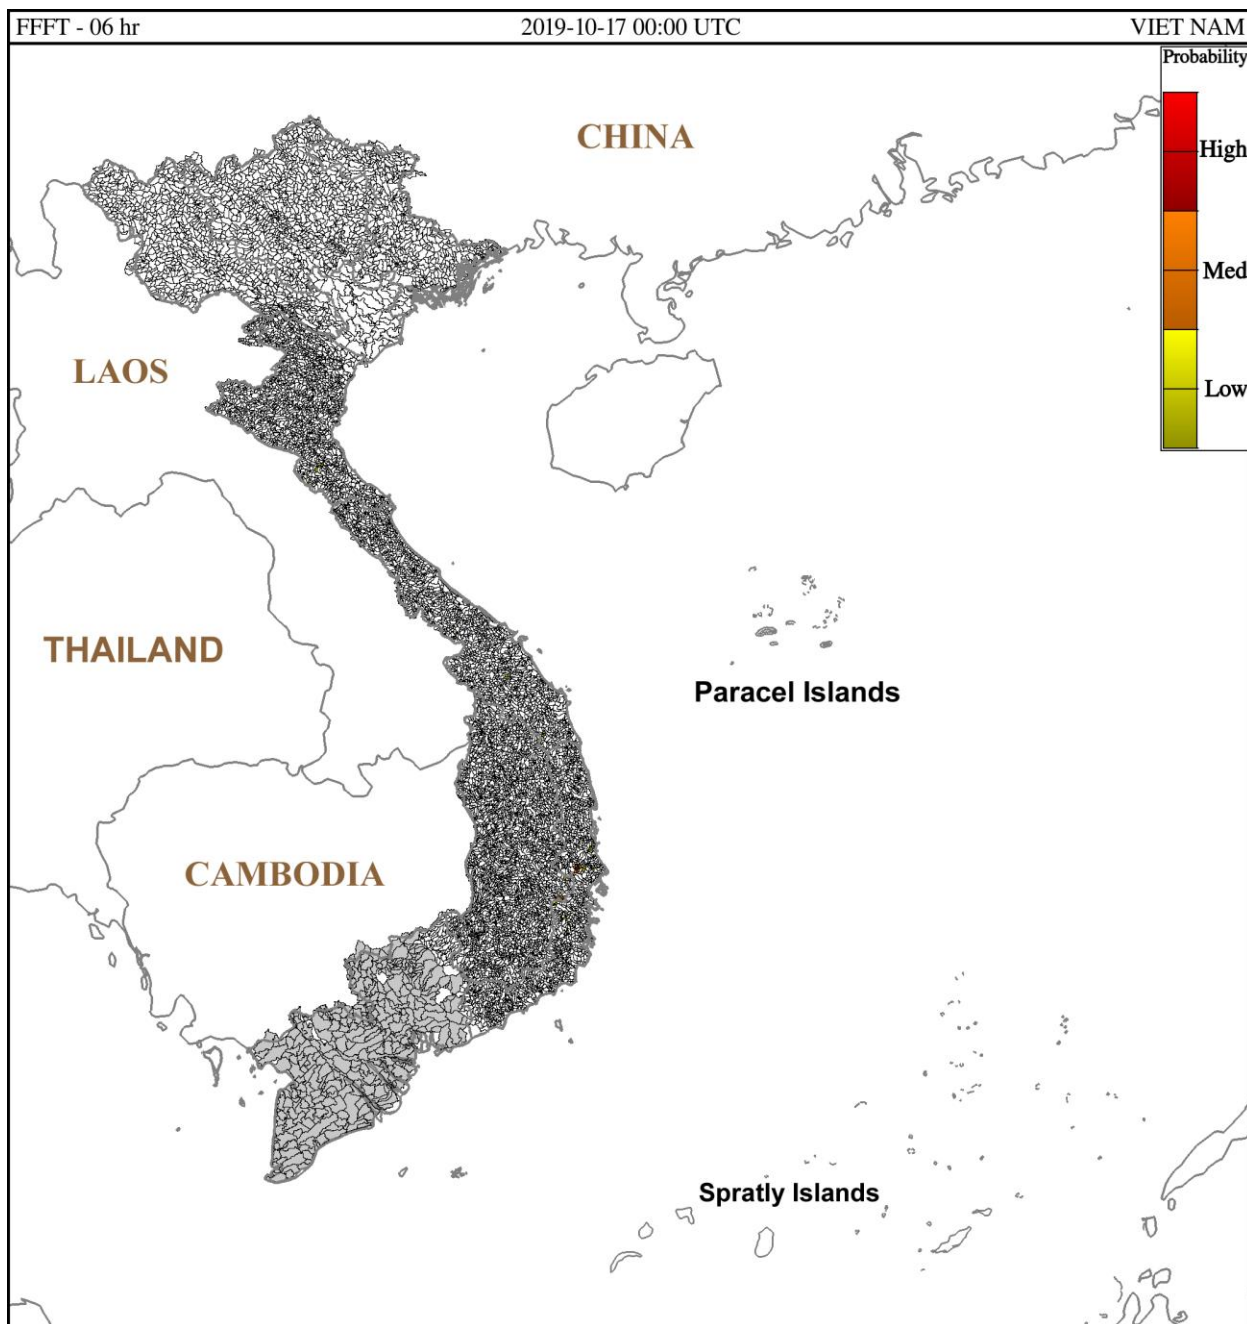 FFFT - 06 hr
2019-10-17 00:00 UTC
VIET NAM
Probability
CHINA
High
Med
LAOS
Low
THAILAND
Paracel Islands
CAMBODIA
Spratly Islands